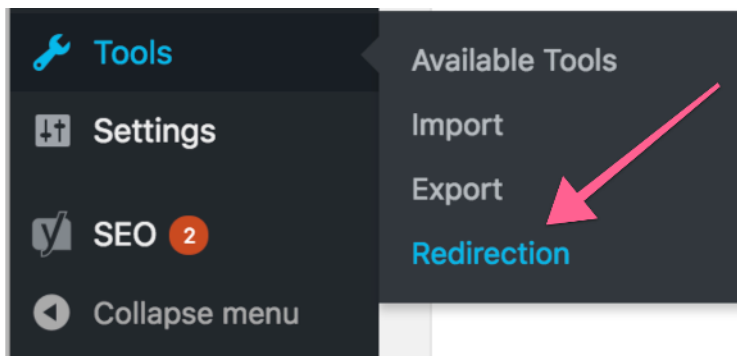 Tools
Settings
SEO 2
Collapse menu
Available Tools
Import
Export
Redirection